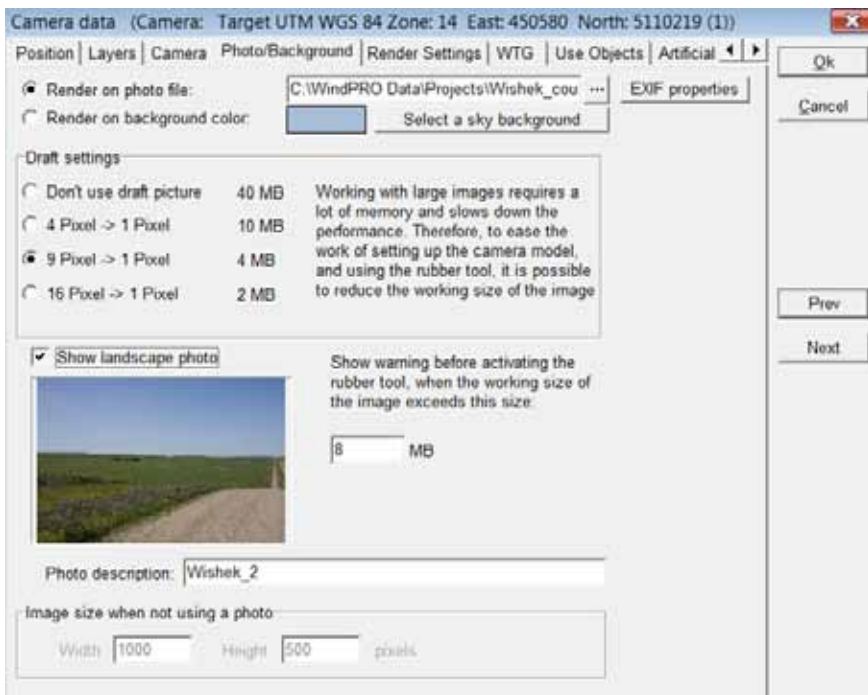 Camera data (Camera: Target UTM WGS 84 Zone: 14 East: 450580 North: 5110219 (1))
Position Layers Camera Photo/Background Render Settings WTG Use Objects Artificial
Ok
Cancel
Render on photo file: C:\WindPRO Data\Projects\Wishek_cou ... EXIF properties
Render on background color: Select a sky background
Draft settings
Don't use draft picture 40 MB
4 Pixel -> 1 Pixel 10 MB
9 Pixel -> 1 Pixel 4 MB
16 Pixel -> 1 Pixel 2 MB
Working with large images requires a
lot of memory and slows down the
performance. Therefore, to ease the
work of setting up the camera model,
and using the rubber tool, it is possible
to reduce the working size of the image
Prev
Next
Show landscape photo
Show warning before activating the
rubber tool, when the working size of
the image exceeds this size:
8 MB
Photo description: Wishek_2
Image size when not using a photo
Width 1000 Height 500 pixels